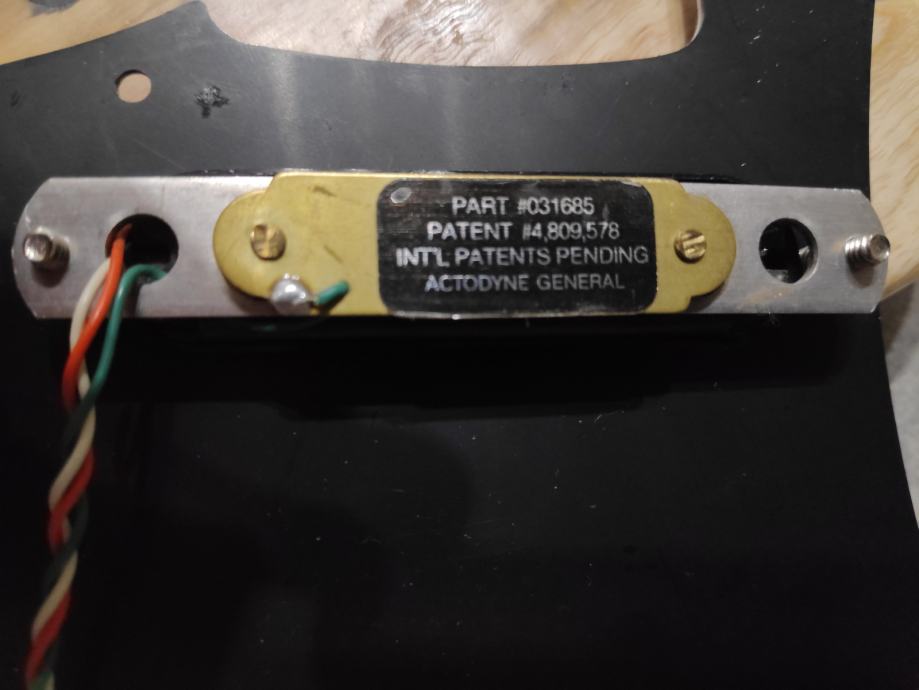 PART #031685
PATENT #4,809,578
INT'L PATENTS PENDING
ACTODYNE GENERAL